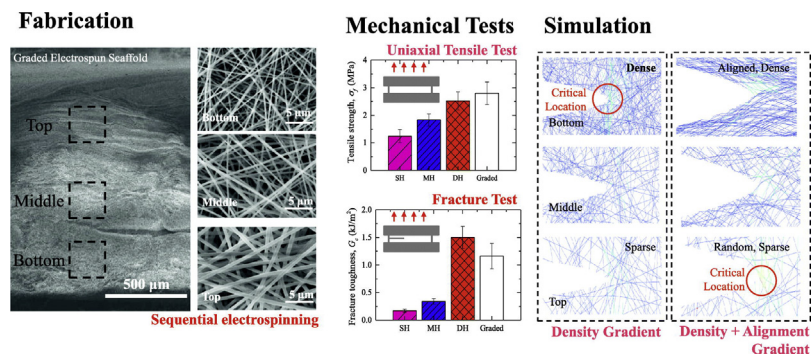 Fabrication
Graded Electrospun Scaffold
Top
Middle
Bottom
500 µm
Bottom
5 µm
Middle
5 µm
Top
5 µm
Sequential electrospinning
Mechanical Tests
Uniaxial Tensile Test
Tensile strength, σf (MPa)
5
4
3
2
1
0
SH MH DH Graded
Fracture Test
Fracture toughness, Gc (kJ/m²)
2.0
1.5
1.0
0.5
0.0
SH MH DH Graded
Simulation
Dense
Critical
Location
Bottom
Middle
Sparse
Top
Density Gradient
Aligned, Dense
Random, Sparse
Critical
Location
Density + Alignment
Gradient